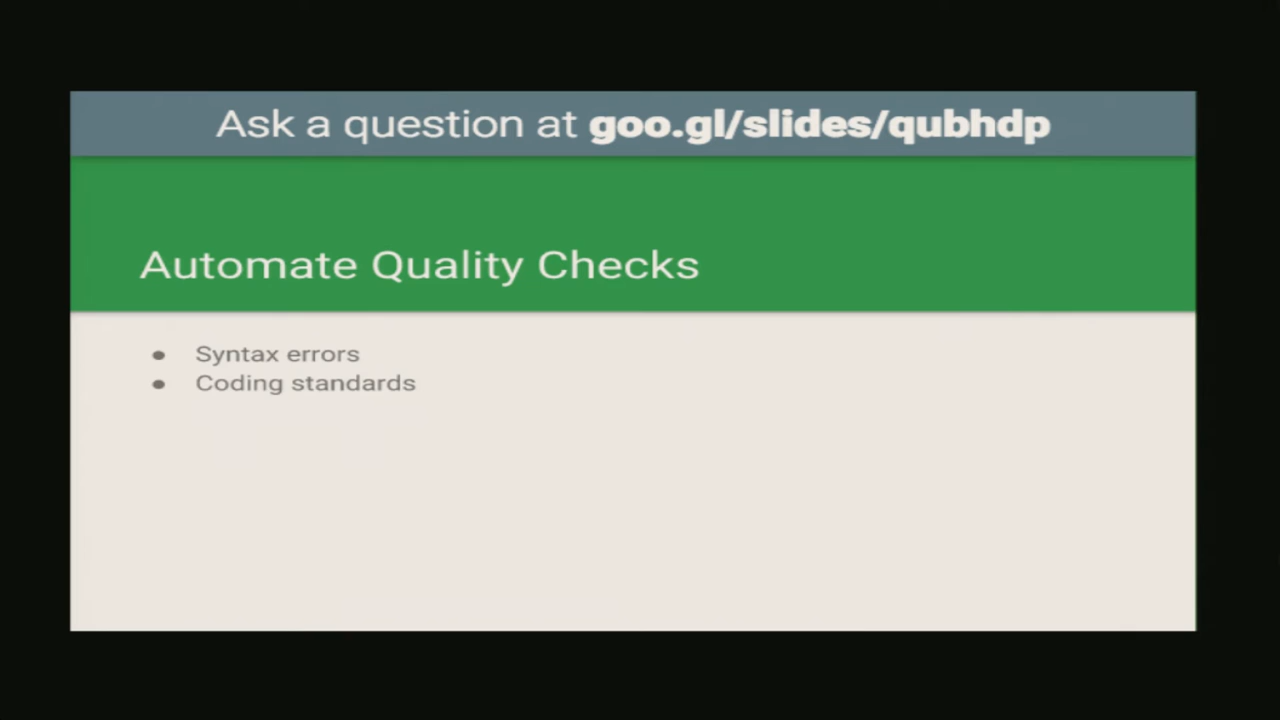 Ask a question at goo.gl/slides/qubhdp
Automate Quality Checks
● Syntax errors
● Coding standards